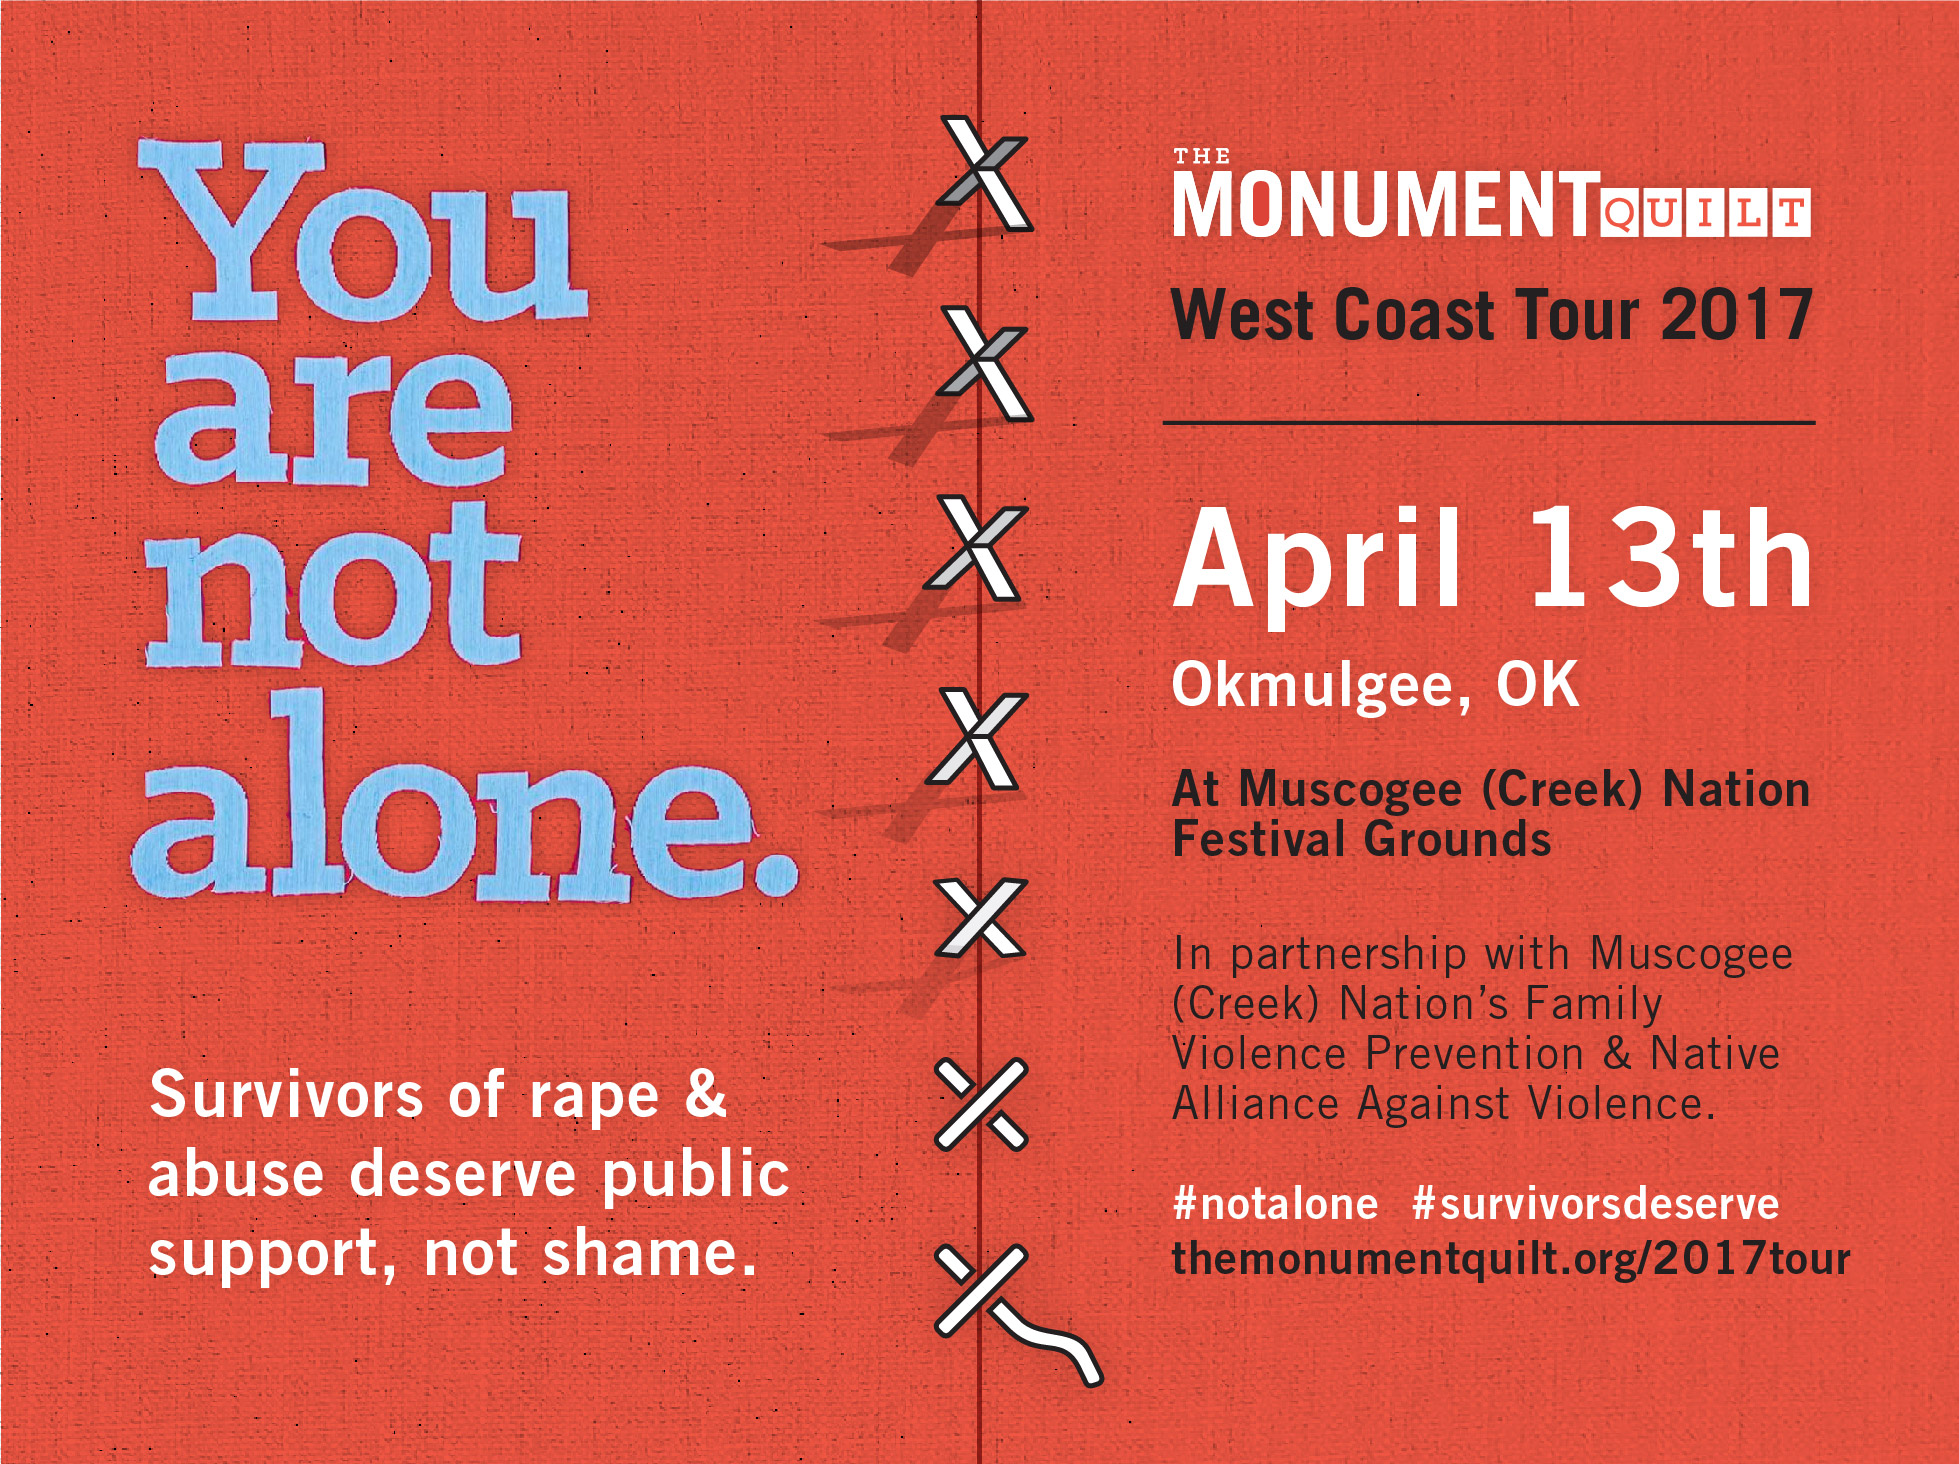 You
are
not
alone.
Survivors of rape &
abuse deserve public
support, not shame.
THE
MONUMENTQUILT
West Coast Tour 2017
April 13th
Okmulgee, OK
At Muscogee (Creek) Nation
Festival Grounds
In partnership with Muscogee
(Creek) Nation’s Family
Violence Prevention & Native
Alliance Against Violence.
#notalone #survivorsdeserve
themonumentquilt.org/2017tour